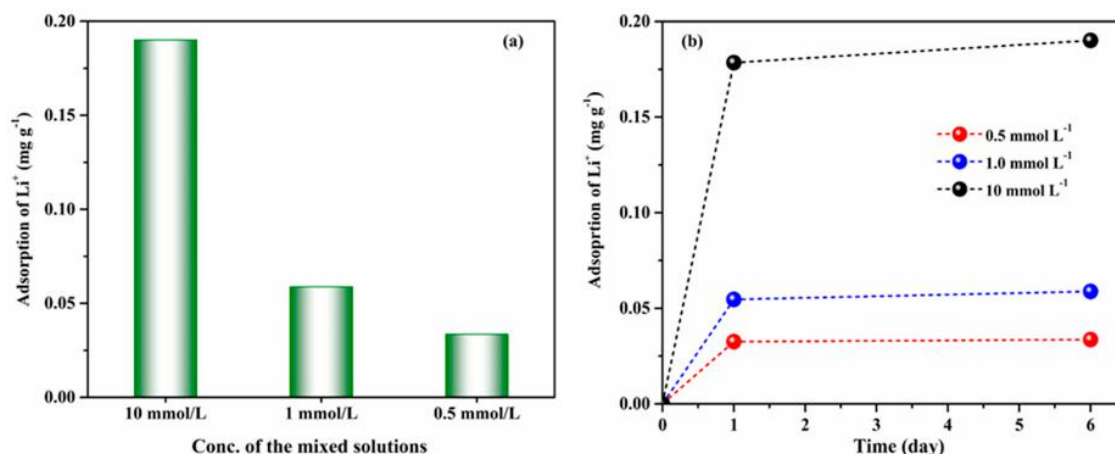 (a)
Adsorption of Li⁺ (mg g⁻¹)
0.20
0.15
0.10
0.05
0.00
10 mmol/L
1 mmol/L
0.5 mmol/L
Conc. of the mixed solutions
(b)
Adsoprtion of Li⁺ (mg g⁻¹)
0.20
0.15
0.10
0.05
0.00
0.5 mmol L⁻¹
1.0 mmol L⁻¹
10 mmol L⁻¹
0 1 2 3 4 5 6
Time (day)